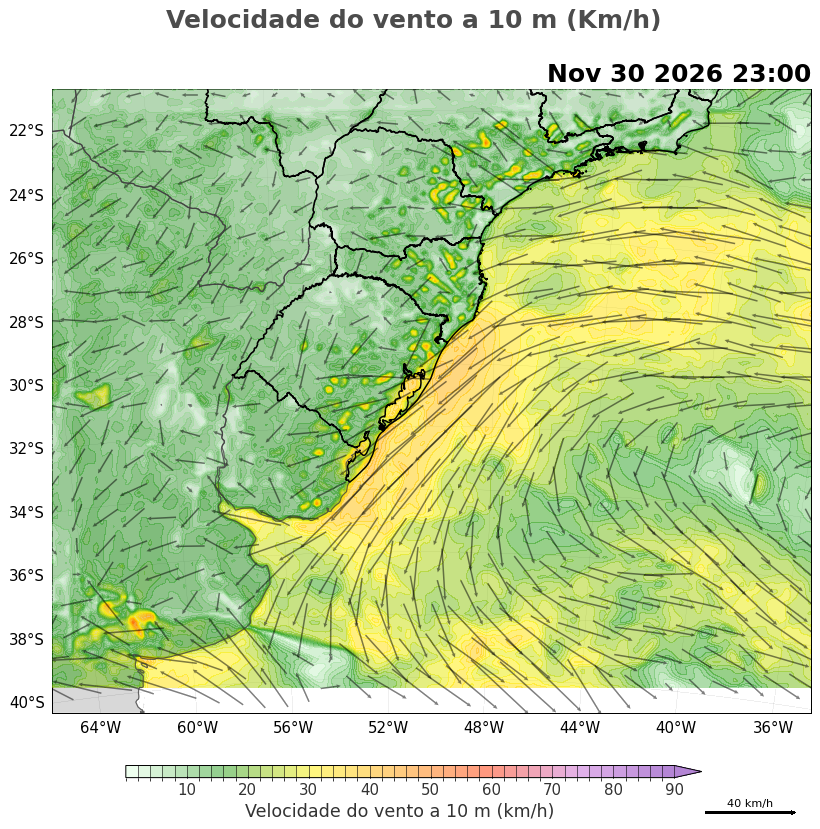 Velocidade do vento a 10 m (Km/h)
Nov 30 2026 23:00
22°S
24°S
26°S
28°S
30°S
32°S
34°S
36°S
38°S
40°S
64°W 60°W 56°W 52°W 48°W 44°W 40°W 36°W
10 20 30 40 50 60 70 80 90
Velocidade do vento a 10 m (km/h)
40 km/h